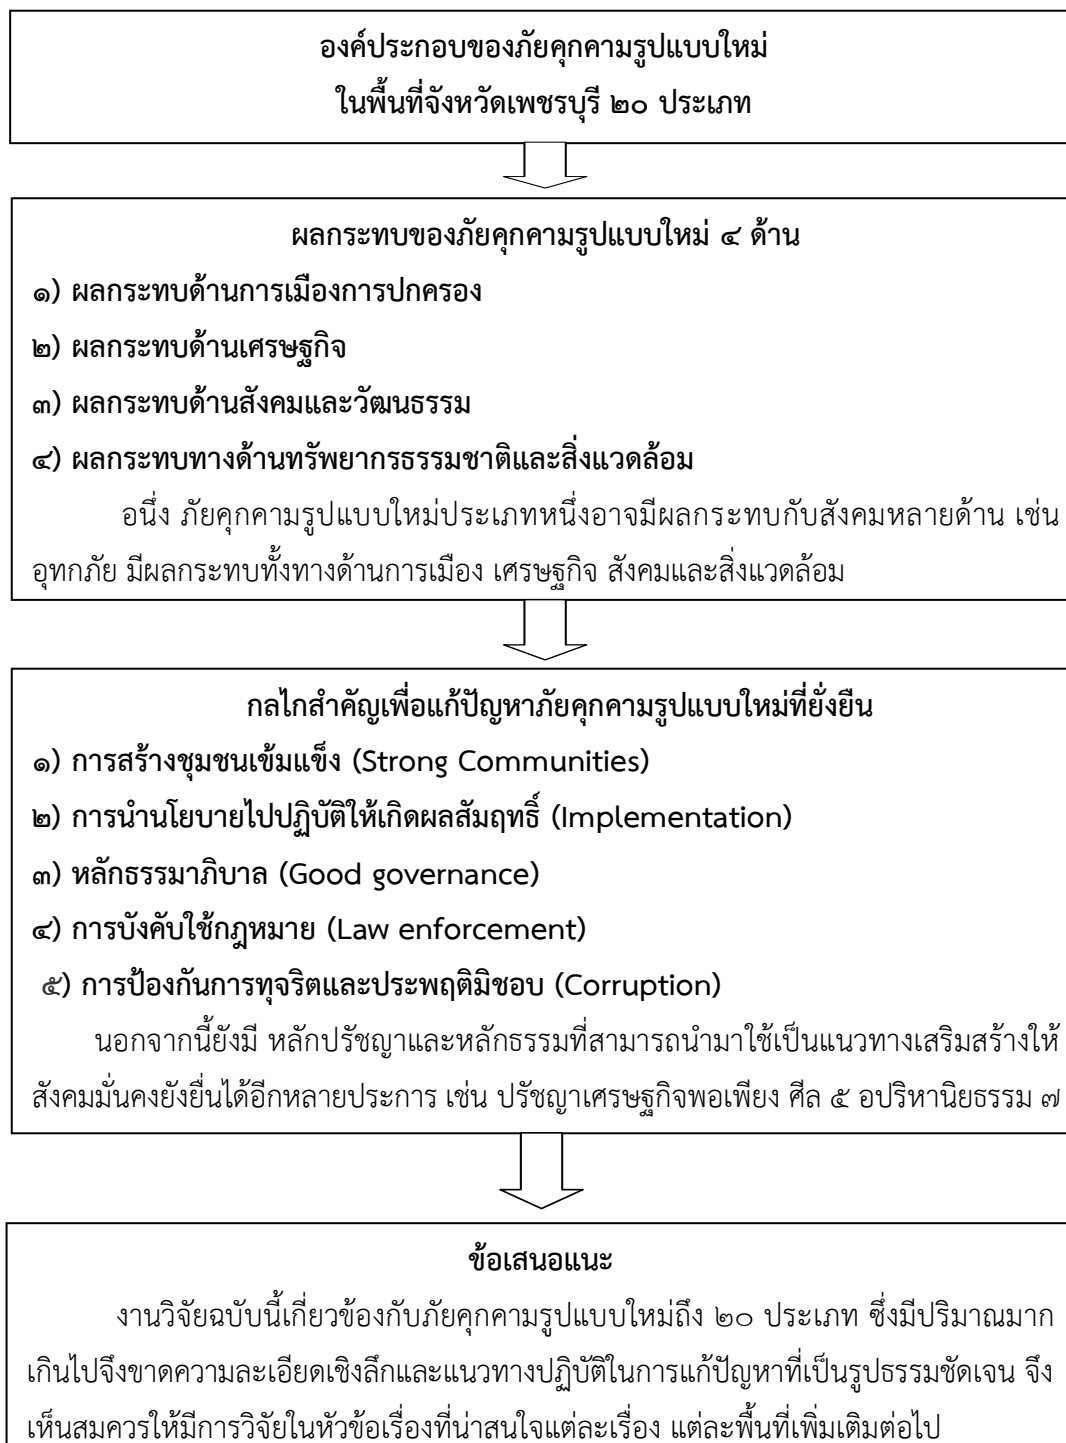 องค์ประกอบของภัยคุกคามรูปแบบใหม่
ในพื้นที่จังหวัดเพชรบุรี ๒๐ ประเภท
ผลกระทบของภัยคุกคามรูปแบบใหม่ ๔ ด้าน
๑) ผลกระทบด้านการเมืองการปกครอง
๒) ผลกระทบด้านเศรษฐกิจ
๓) ผลกระทบด้านสังคมและวัฒนธรรม
๔) ผลกระทบทางด้านทรัพยากรธรรมชาติและสิ่งแวดล้อม
อนึ่ง ภัยคุกคามรูปแบบใหม่ประเภทหนึ่งอาจมีผลกระทบกับสังคมหลายด้าน เช่น
อุทกภัย มีผลกระทบทั้งทางด้านการเมือง เศรษฐกิจ สังคมและสิ่งแวดล้อม
กลไกสำคัญเพื่อแก้ปัญหาภัยคุกคามรูปแบบใหม่ที่ยั่งยืน
๑) การสร้างชุมชนเข้มแข็ง (Strong Communities)
๒) การนำนโยบายไปปฏิบัติให้เกิดผลสัมฤทธิ์ (Implementation)
๓) หลักธรรมาภิบาล (Good governance)
๔) การบังคับใช้กฎหมาย (Law enforcement)
๕) การป้องกันการทุจริตและประพฤติมิชอบ (Corruption)
นอกจากนี้ยังมี หลักปรัชญาและหลักธรรมที่สามารถนำมาใช้เป็นแนวทางเสริมสร้างให้
สังคมมั่นคงยังยื่นได้อีกหลายประการ เช่น ปรัชญาเศรษฐกิจพอเพียง ศีล ๕ อปริหานิยธรรม ๗
ข้อเสนอแนะ
งานวิจัยฉบับนี้เกี่ยวข้องกับภัยคุกคามรูปแบบใหม่ถึง ๒๐ ประเภท ซึ่งมีปริมาณมาก
เกินไปจึงขาดความละเอียดเชิงลึกและแนวทางปฏิบัติในการแก้ปัญหาที่เป็นรูปธรรมชัดเจน จึง
เห็นสมควรให้มีการวิจัยในหัวข้อเรื่องที่น่าสนใจแต่ละเรื่อง แต่ละพื้นที่เพิ่มเติมต่อไป